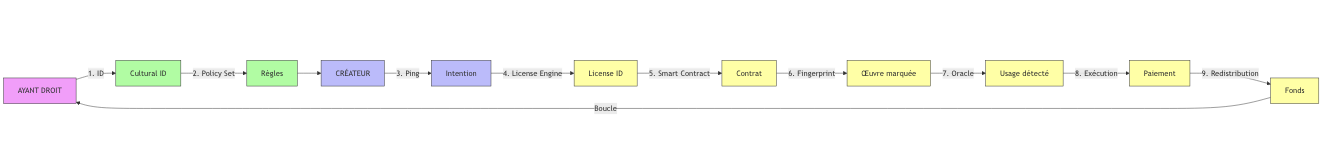 AYANT DROIT
1. ID
Cultural ID
2. Policy Set
Règles
CRÉATEUR
3. Ping
Intention
4. License Engine
License ID
5. Smart Contract
Contrat
6. Fingerprint
Œuvre marquée
7. Oracle
Usage détecté
8. Exécution
Paiement
9. Redistribution
Fonds
Boucle